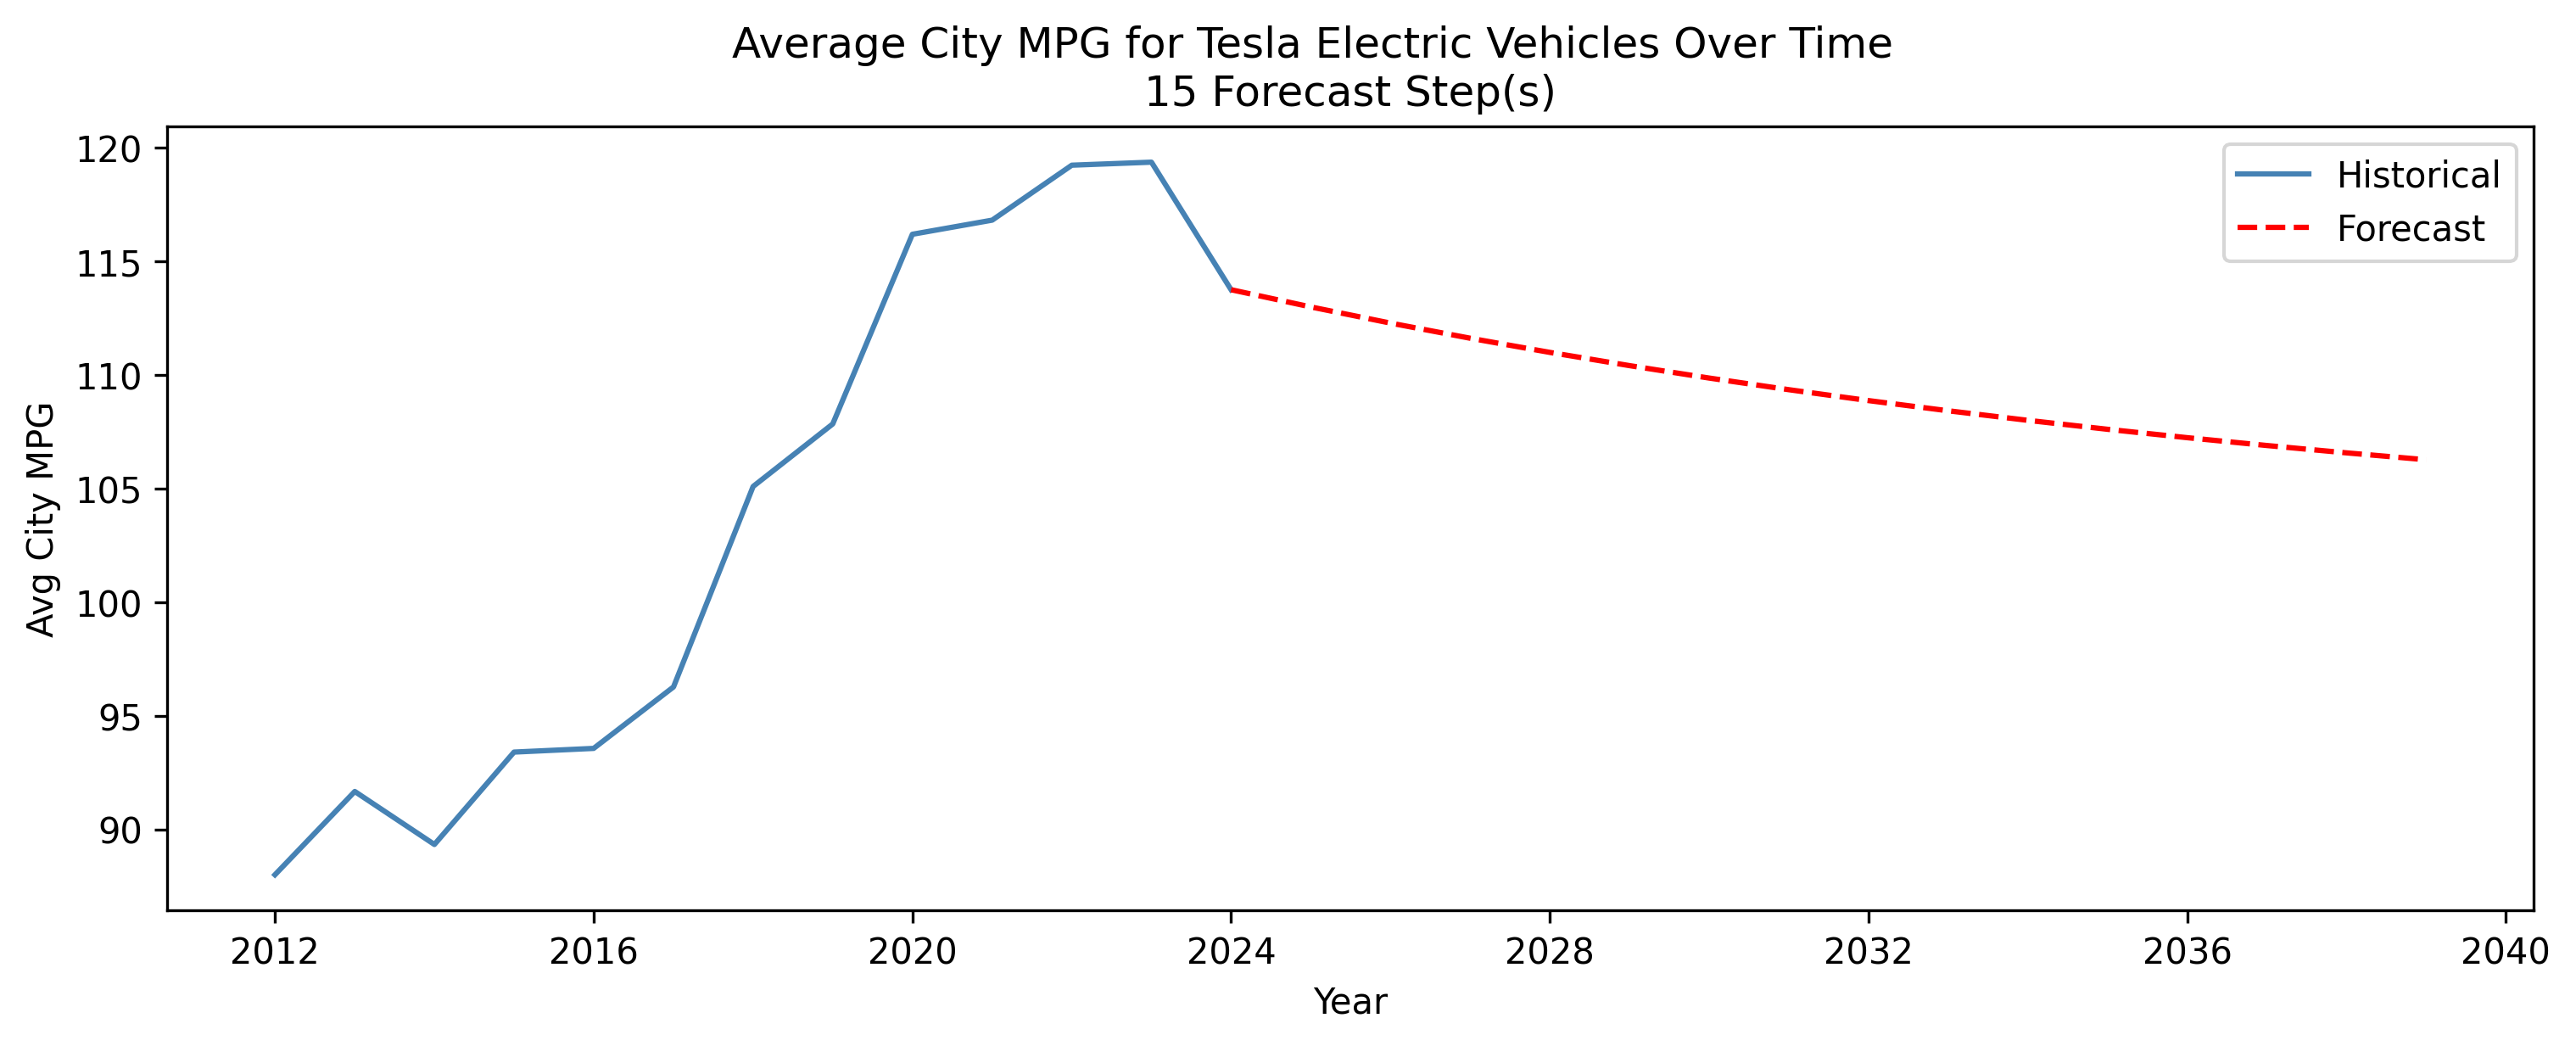 Average City MPG for Tesla Electric Vehicles Over Time
15 Forecast Step(s)
120
115
110
105
100
95
90
Avg City MPG
Historical
Forecast
2012
2016
2020
2024
2028
2032
2036
2040
Year